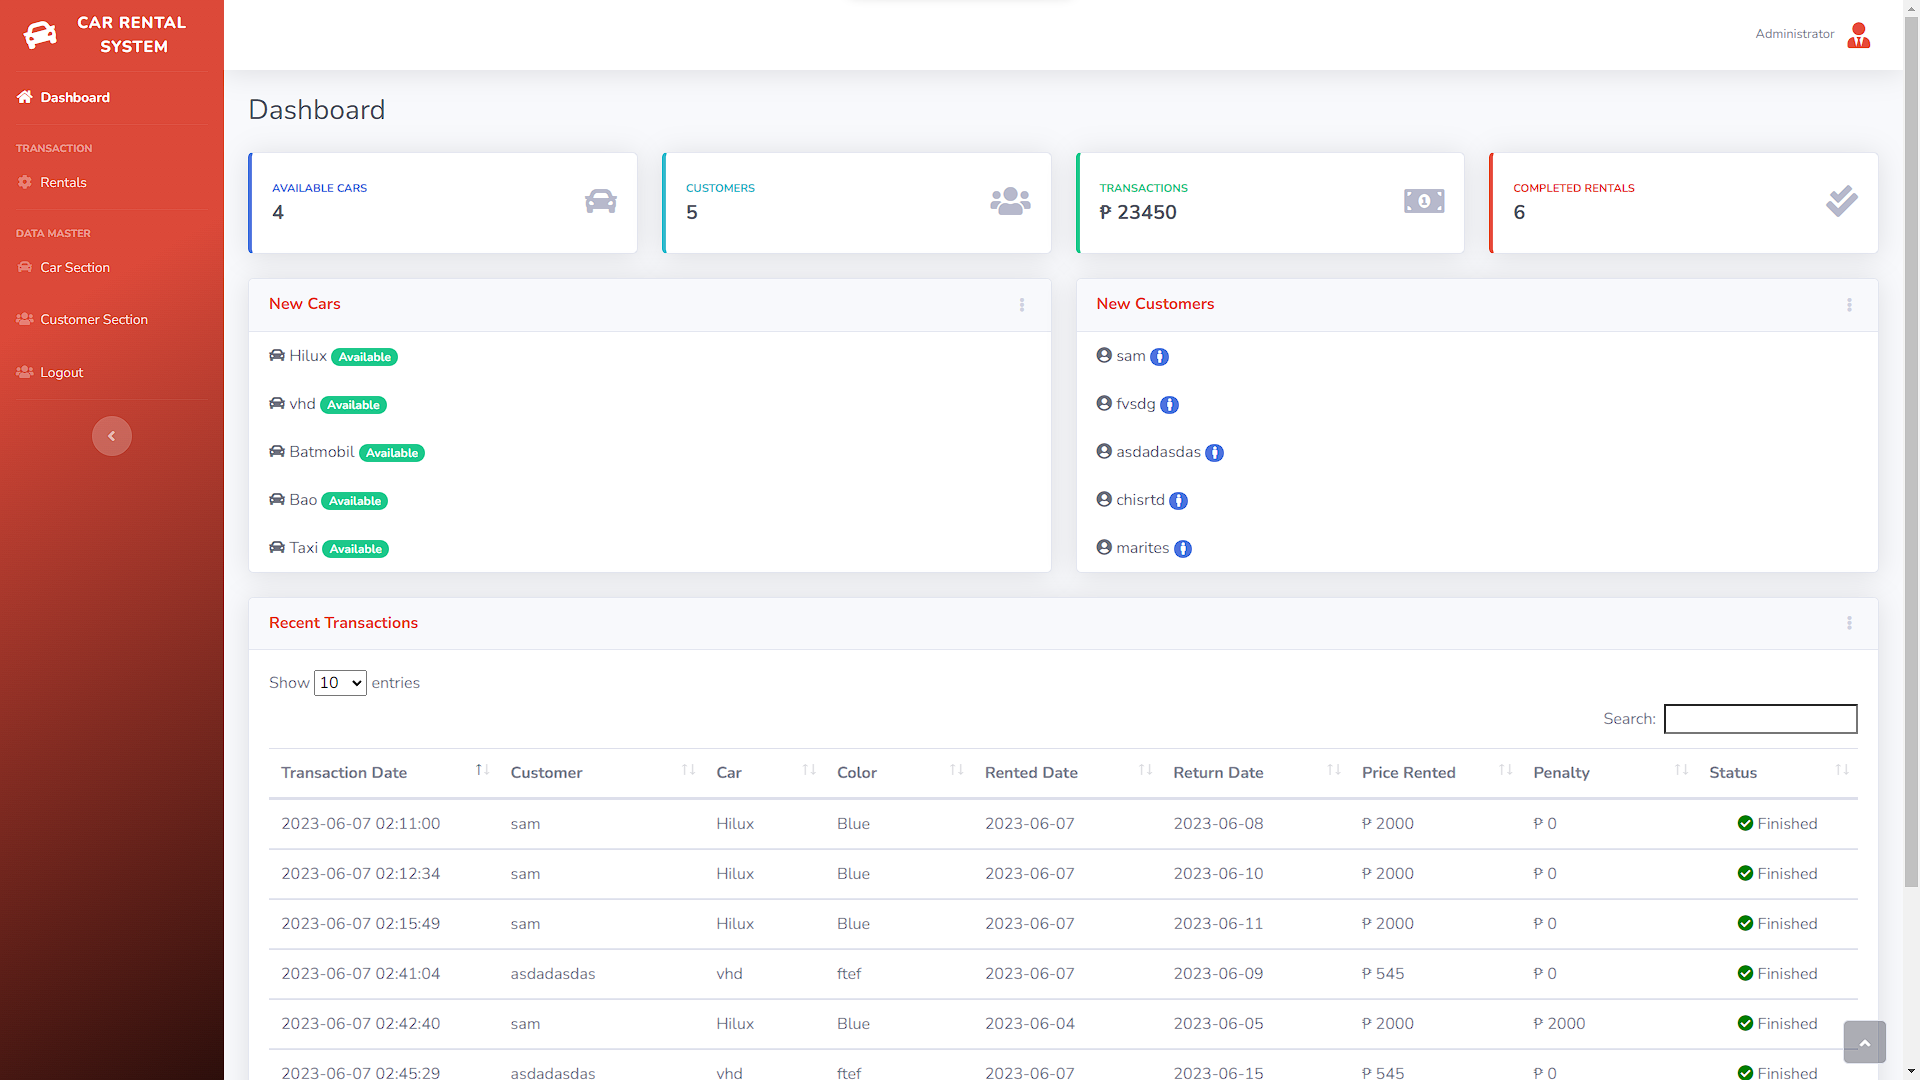 CAR RENTAL
SYSTEM
Administrator
Dashboard
TRANSACTION
Rentals
DATA MASTER
Car Section
Customer Section
Logout
Dashboard
AVAILABLE CARS
4
CUSTOMERS
5
TRANSACTIONS
₱ 23450
COMPLETED RENTALS
6
New Cars
Hilux Available
vhd Available
Batmobil Available
Bao Available
Taxi Available
New Customers
sam
fvsdg
asdadasdas
chisrtd
marites
Recent Transactions
Show 10 entries
Search:
Transaction Date Customer Car Color Rented Date Return Date Price Rented Penalty Status
2023-06-07 02:11:00 sam Hilux Blue 2023-06-07 2023-06-08 ₱ 2000 ₱ 0 Finished
2023-06-07 02:12:34 sam Hilux Blue 2023-06-07 2023-06-10 ₱ 2000 ₱ 0 Finished
2023-06-07 02:15:49 sam Hilux Blue 2023-06-07 2023-06-11 ₱ 2000 ₱ 0 Finished
2023-06-07 02:41:04 asdadasdas vhd ftef 2023-06-07 2023-06-09 ₱ 545 ₱ 0 Finished
2023-06-07 02:42:40 sam Hilux Blue 2023-06-04 2023-06-05 ₱ 2000 ₱ 2000 Finished
2023-06-07 02:45:29 asdadasdas vhd ftef 2023-06-07 2023-06-15 ₱ 545 ₱ 0 Finished